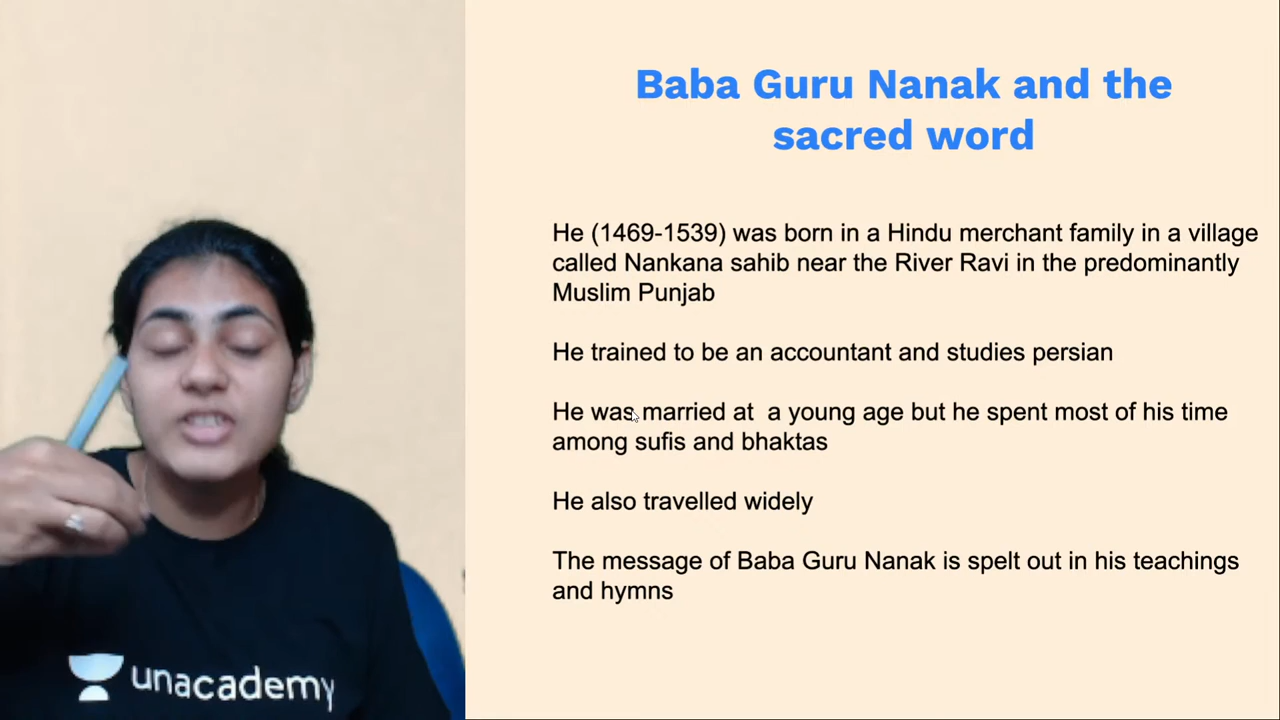 Baba Guru Nanak and the
sacred word
He (1469-1539) was born in a Hindu merchant family in a village
called Nankana sahib near the River Ravi in the predominantly
Muslim Punjab
He trained to be an accountant and studies persian
He was married at  a young age but he spent most of his time
among sufis and bhaktas
He also travelled widely
The message of Baba Guru Nanak is spelt out in his teachings
and hymns
unacademy